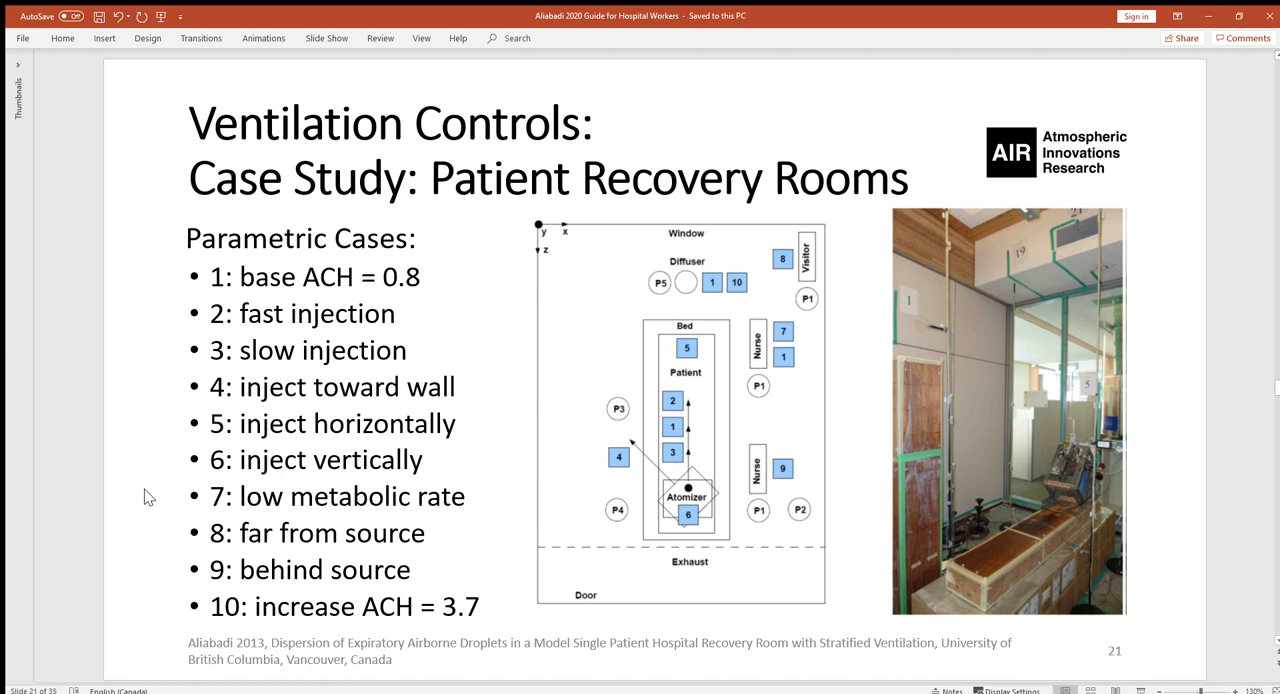 AutoSave Off
Aliabadi 2020 Guide for Hospital Workers - Saved to this PC
Sign in
File Home Insert Design Transitions Animations Slide Show Review View Help Search
Share Comments
Thumbnails
Ventilation Controls:
Case Study: Patient Recovery Rooms
AIR
Atmospheric
Innovations
Research
Parametric Cases:
• 1: base ACH = 0.8
• 2: fast injection
• 3: slow injection
• 4: inject toward wall
• 5: inject horizontally
• 6: inject vertically
• 7: low metabolic rate
• 8: far from source
• 9: behind source
• 10: increase ACH = 3.7
y x
z
Window
Diffuser
8
Visitor
P5 1 10
P1
Bed
7
Nurse
5
1
Patient
P1
2
P3
1
3
4
Nurse
9
Atomizer
P4
6
P1
P2
Exhaust
Door
19
21
1
5
Aliabadi 2013, Dispersion of Expiratory Airborne Droplets in a Model Single Patient Hospital Recovery Room with Stratified Ventilation, University of
British Columbia, Vancouver, Canada
21
Slide 21 of 35
English (Canada)
Notes
Display Settings
130%